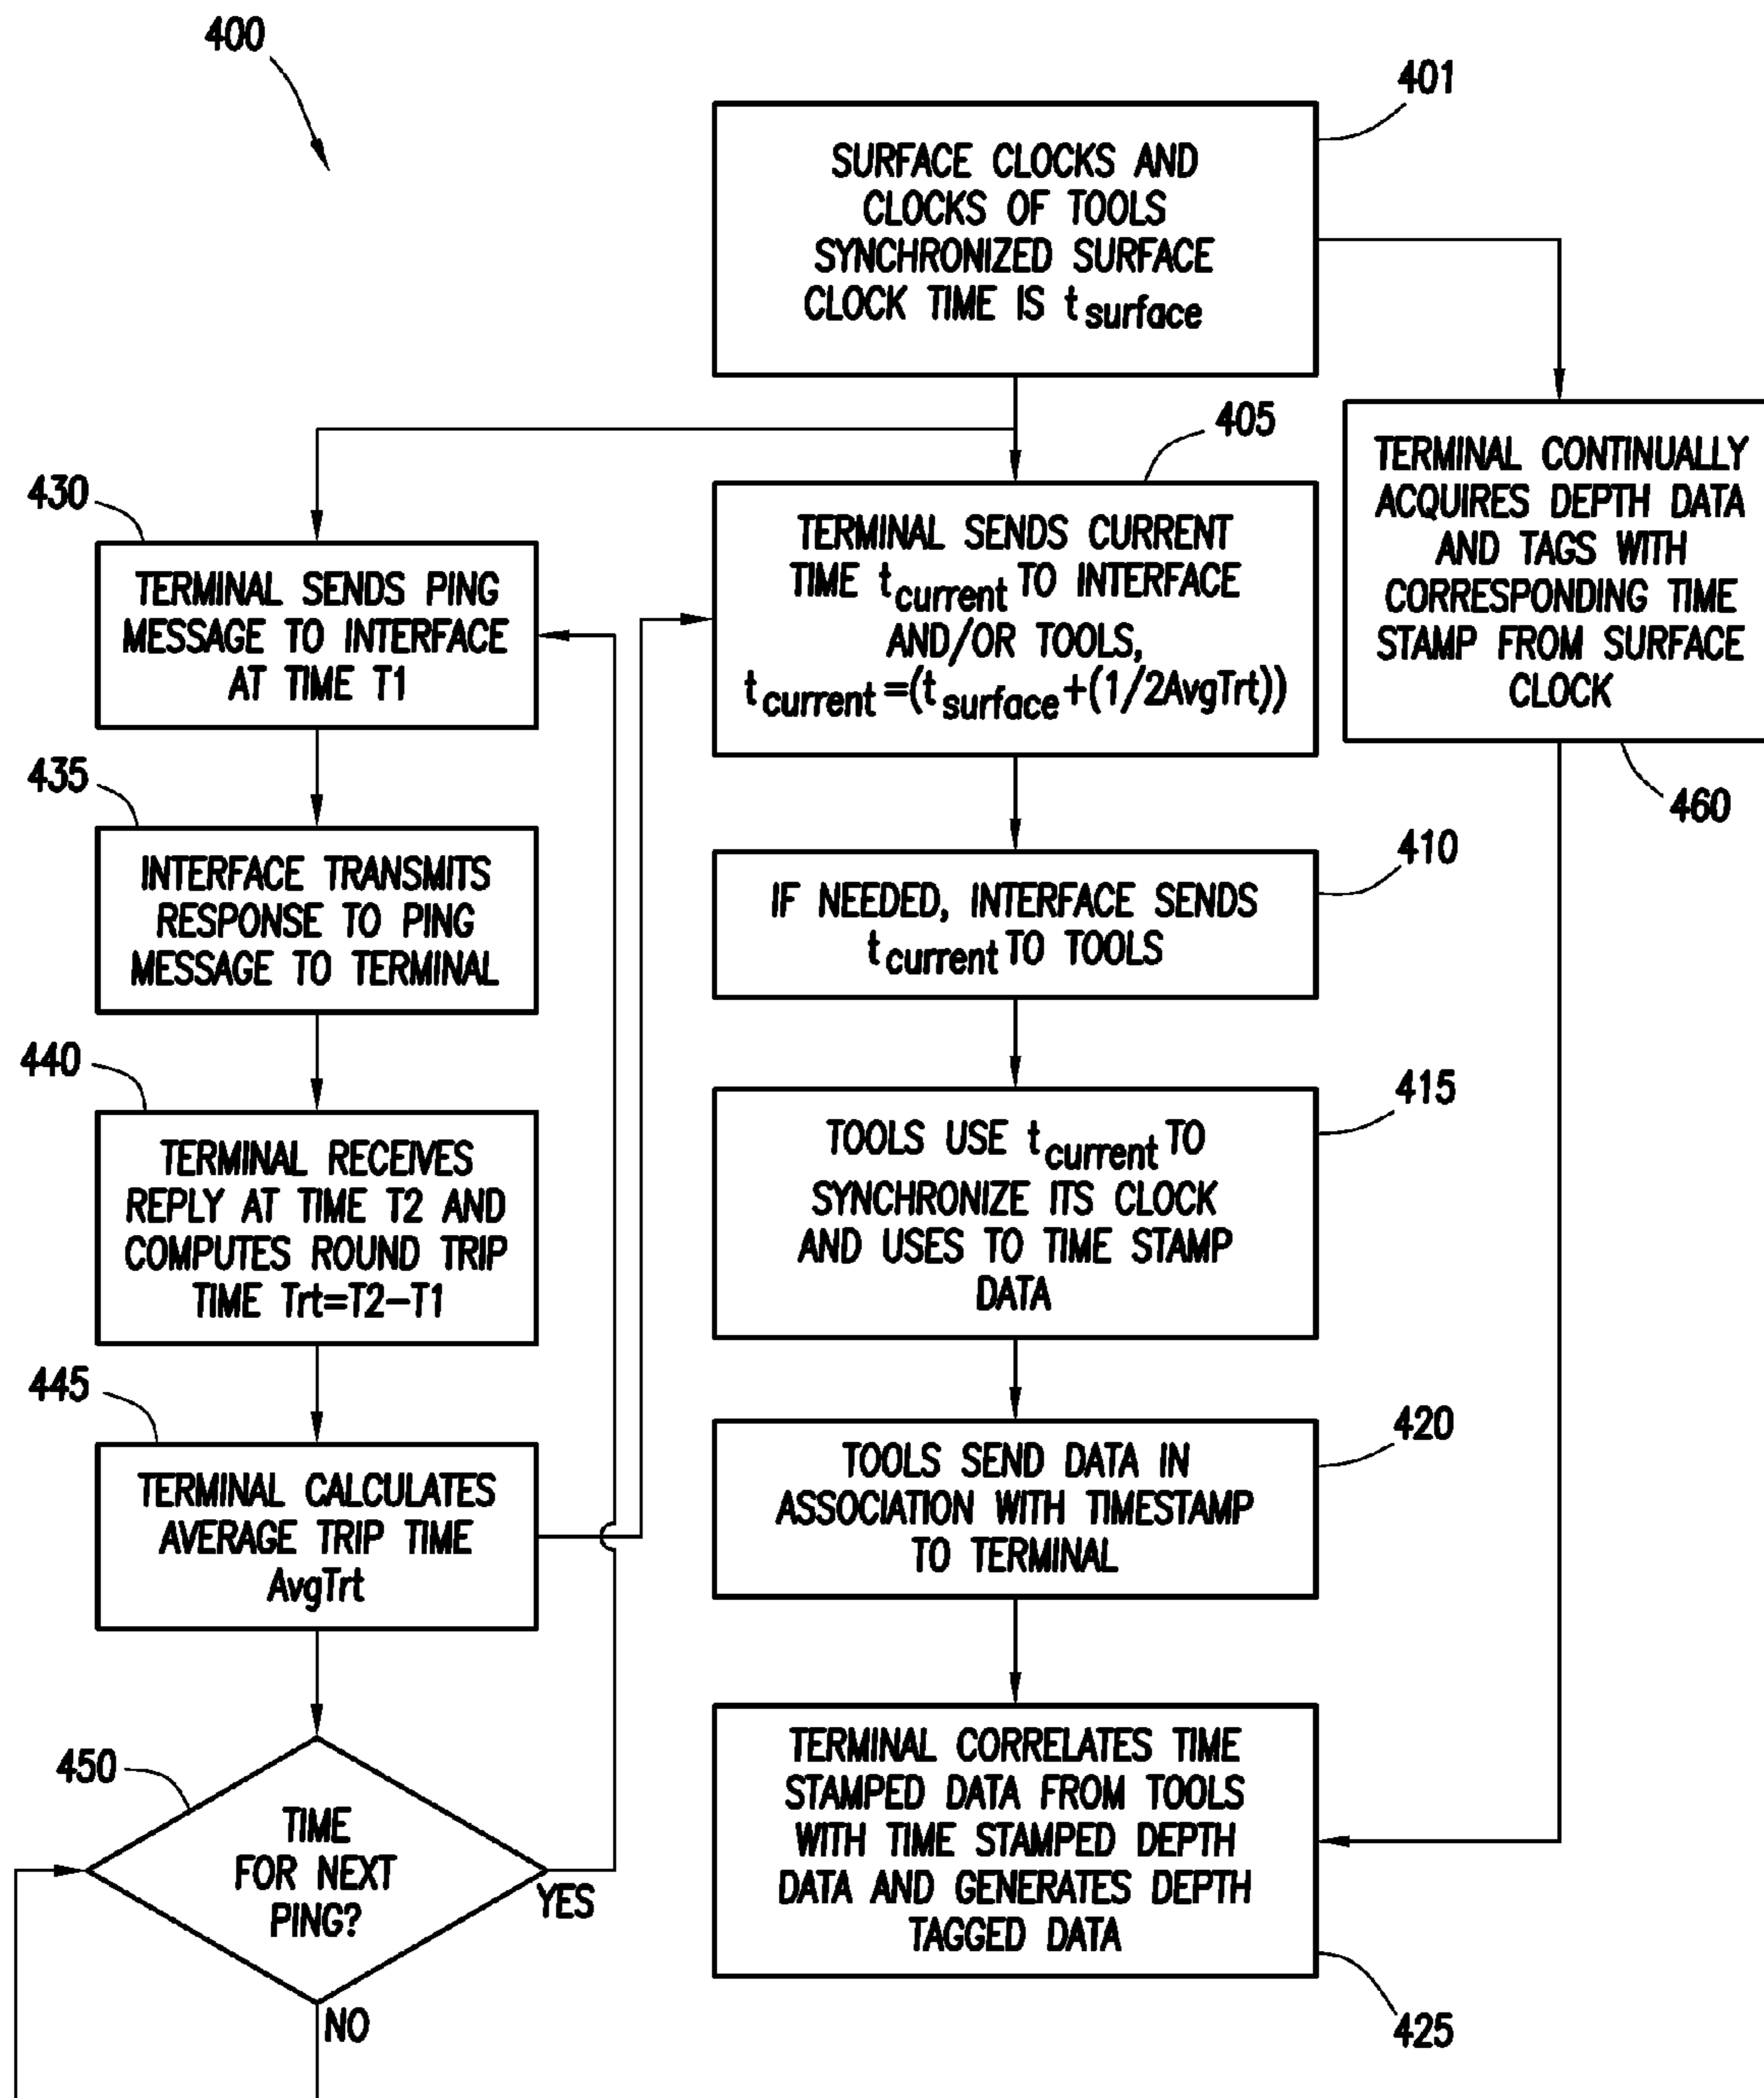 400
401
SURFACE CLOCKS AND
CLOCKS OF TOOLS
SYNCHRONIZED SURFACE
CLOCK TIME IS t surface
405
TERMINAL SENDS CURRENT
TIME t current TO INTERFACE
AND/OR TOOLS,
t current =(t surface +(1/2AvgTrt))
TERMINAL CONTINUALLY
ACQUIRES DEPTH DATA
AND TAGS WITH
CORRESPONDING TIME
STAMP FROM SURFACE
CLOCK
460
430
TERMINAL SENDS PING
MESSAGE TO INTERFACE
AT TIME T1
435
INTERFACE TRANSMITS
RESPONSE TO PING
MESSAGE TO TERMINAL
410
IF NEEDED, INTERFACE SENDS
t current TO TOOLS
440
TERMINAL RECEIVES
REPLY AT TIME T2 AND
COMPUTES ROUND TRIP
TIME Trt=T2-T1
415
TOOLS USE t current TO
SYNCHRONIZE ITS CLOCK
AND USES TO TIME STAMP
DATA
445
TERMINAL CALCULATES
AVERAGE TRIP TIME
AvgTrt
420
TOOLS SEND DATA IN
ASSOCIATION WITH TIMESTAMP
TO TERMINAL
450
TIME
FOR NEXT
PING?
YES
NO
TERMINAL CORRELATES TIME
STAMPED DATA FROM TOOLS
WITH TIME STAMPED DEPTH
DATA AND GENERATES DEPTH
TAGGED DATA
425